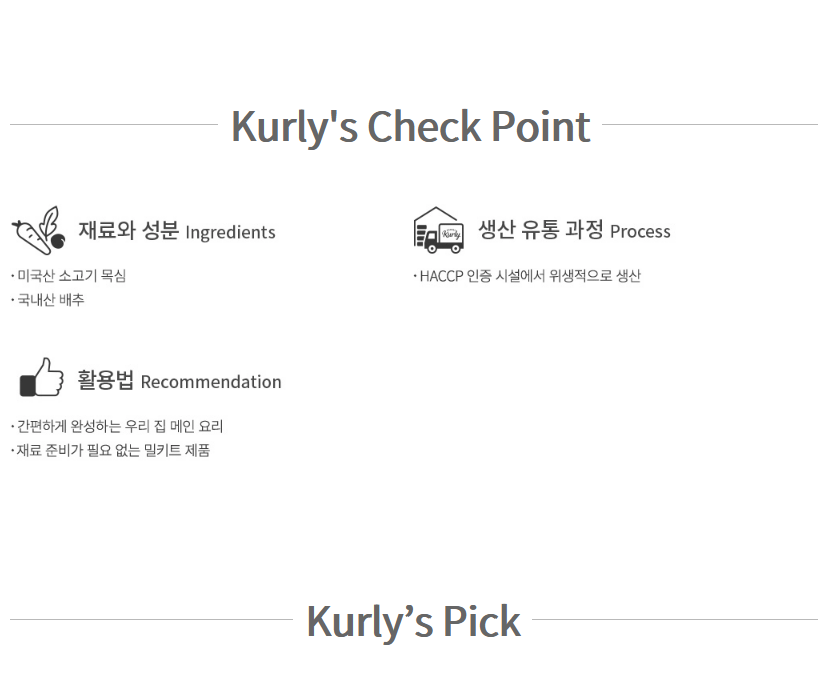 Kurly's Check Point
재료와 성분 Ingredients
· 미국산 소고기 목심
· 국내산 배추
Kurly
생산 유통 과정 Process
· HACCP 인증 시설에서 위생적으로 생산
활용법 Recommendation
· 간편하게 완성하는 우리 집 메인 요리
· 재료 준비가 필요 없는 밀키트 제품
Kurly’s Pick